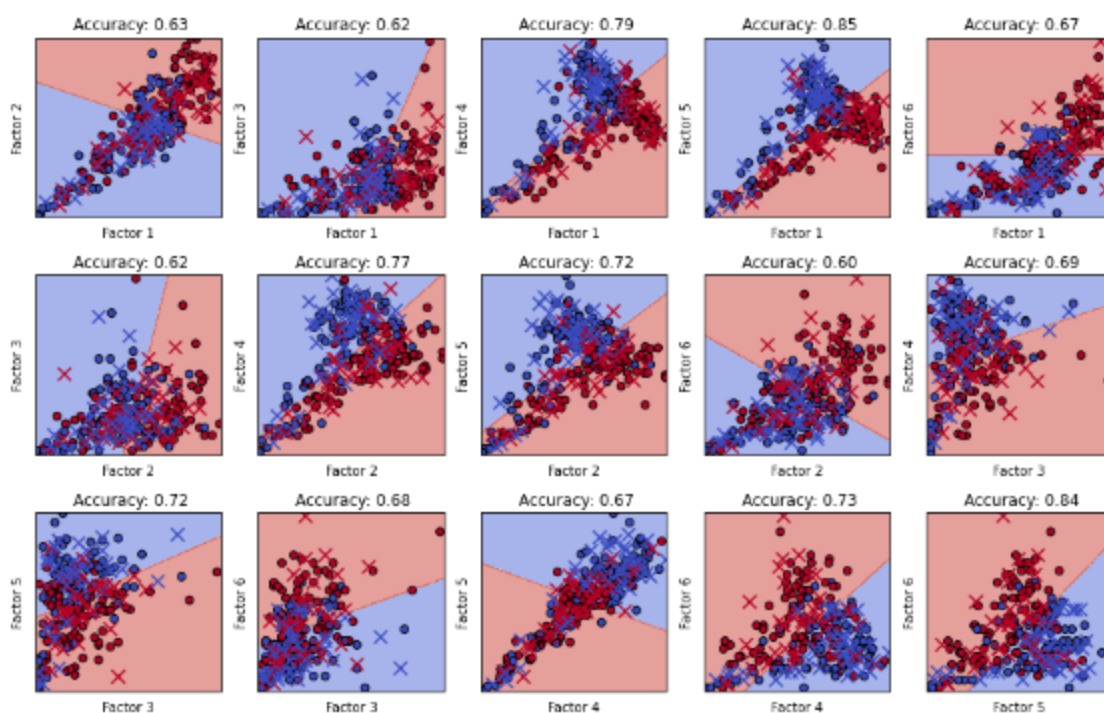 Accuracy: 0.63 Accuracy: 0.62 Accuracy: 0.79 Accuracy: 0.85 Accuracy: 0.67
Factor 2 Factor 3 Factor 4 Factor 5 Factor 6
Factor 1 Factor 1 Factor 1 Factor 1 Factor 1
Accuracy: 0.62 Accuracy: 0.77 Accuracy: 0.72 Accuracy: 0.60 Accuracy: 0.69
Factor 3 Factor 4 Factor 5 Factor 6 Factor 4
Factor 2 Factor 2 Factor 2 Factor 2 Factor 3
Accuracy: 0.72 Accuracy: 0.68 Accuracy: 0.67 Accuracy: 0.73 Accuracy: 0.84
Factor 5 Factor 6 Factor 5 Factor 6 Factor 6
Factor 3 Factor 3 Factor 4 Factor 4 Factor 5